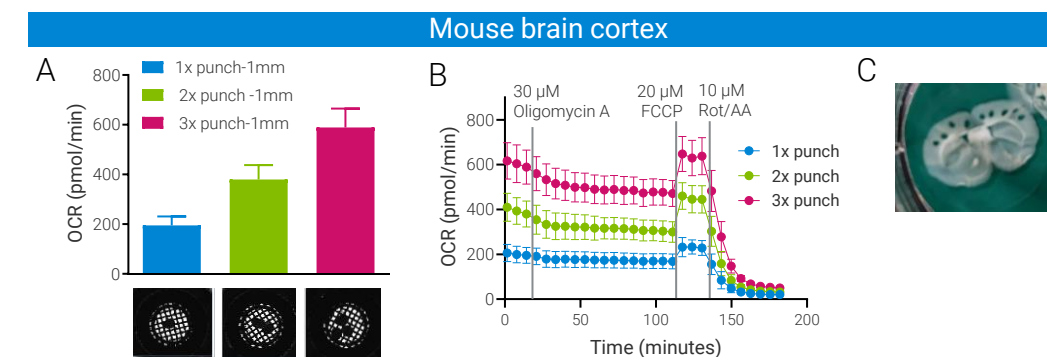 Mouse brain cortex
A
1x punch-1mm
2x punch -1mm
3x punch-1mm
OCR (pmol/min)
800
600
400
200
0
B
30 µM
Oligomycin A
20 µM
FCCP
10 µM
Rot/AA
1x punch
2x punch
3x punch
OCR (pmol/min)
800
600
400
200
0
0 50 100 150 200
Time (minutes)
C